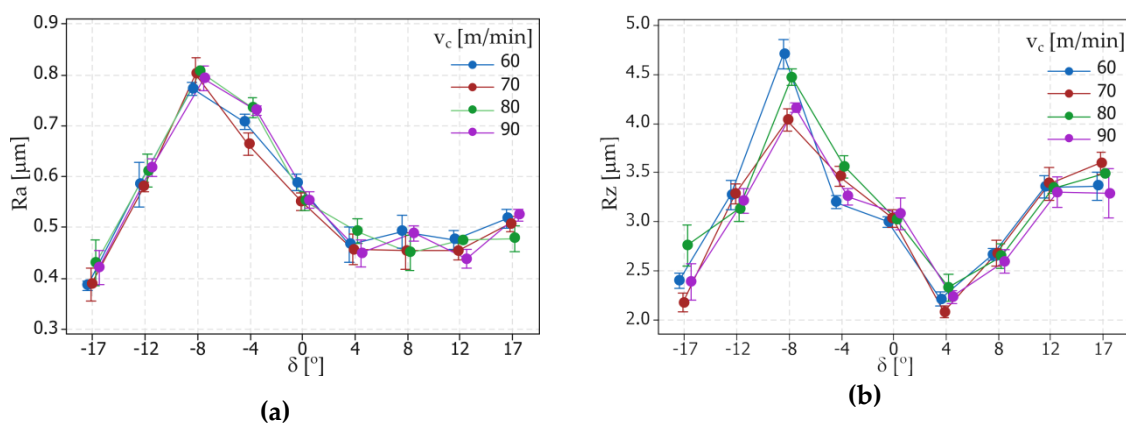 0.9
0.8
0.7
0.6
0.5
0.4
0.3
Ra [μm]
v_c [m/min]
60
70
80
90
-17 -12 -8 -4 0 4 8 12 17
δ [º]
(a)
5.0
4.5
4.0
3.5
3.0
2.5
2.0
Rz [μm]
v_c [m/min]
60
70
80
90
-17 -12 -8 -4 0 4 8 12 17
δ [º]
(b)